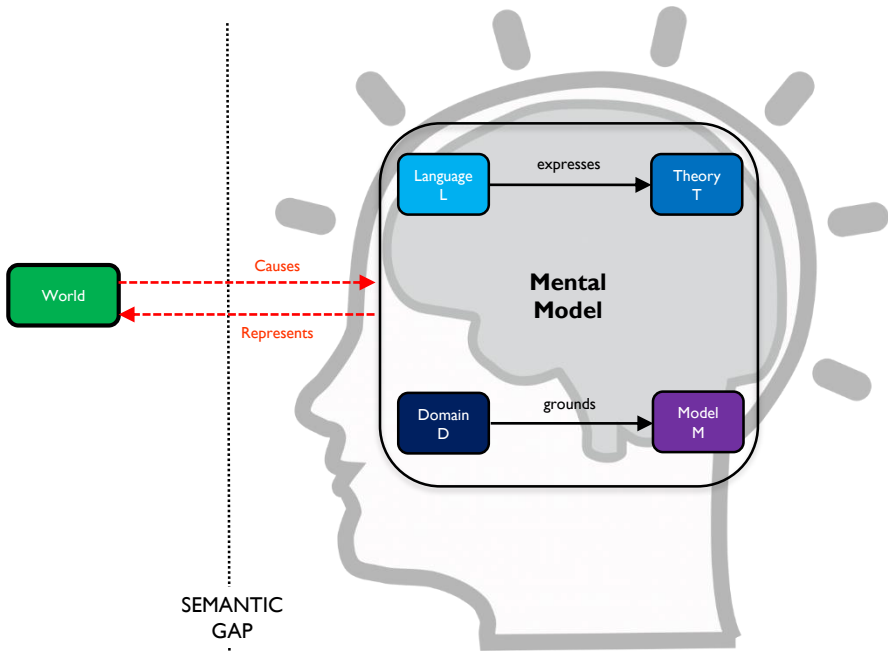 Language
L
expresses
Theory
T
Causes
World
Mental
Model
Represents
Domain
D
grounds
Model
M
SEMANTIC
GAP